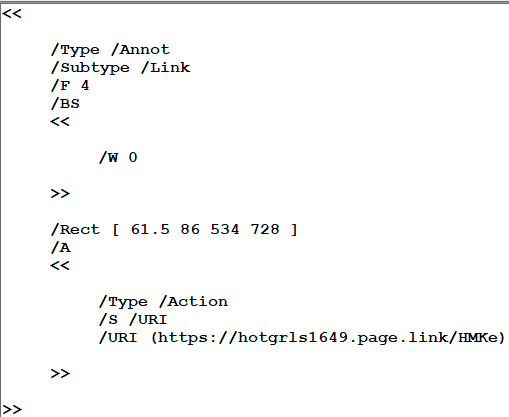 <<
/Type /Annot
/Subtype /Link
/F 4
/BS
<<
/W 0
>>
/Rect [ 61.5 86 534 728 ]
/A
<<
/Type /Action
/S /URI
/URI (https://hotgrls1649.page.link/HMKe)
>>
>>